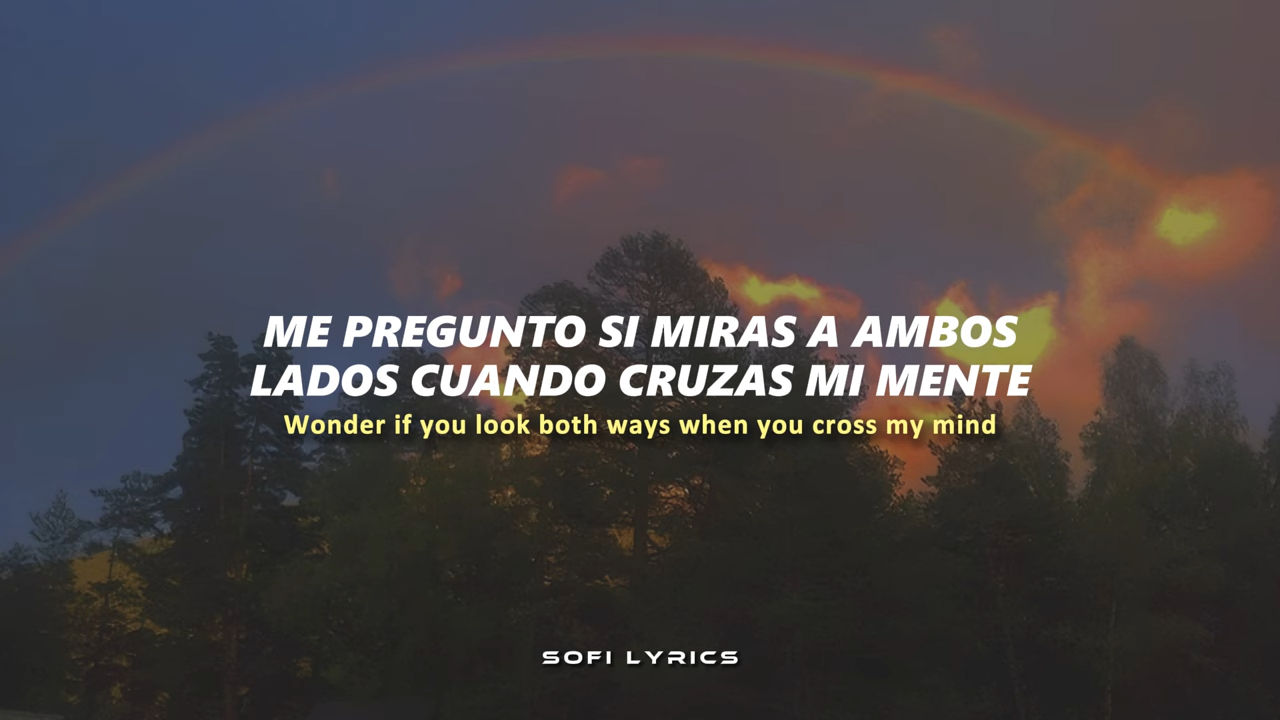 ME PREGUNTO SI MIRAS A AMBOS
LADOS CUANDO CRUZAS MI MENTE
Wonder if you look both ways when you cross my mind
SOFI LYRICS